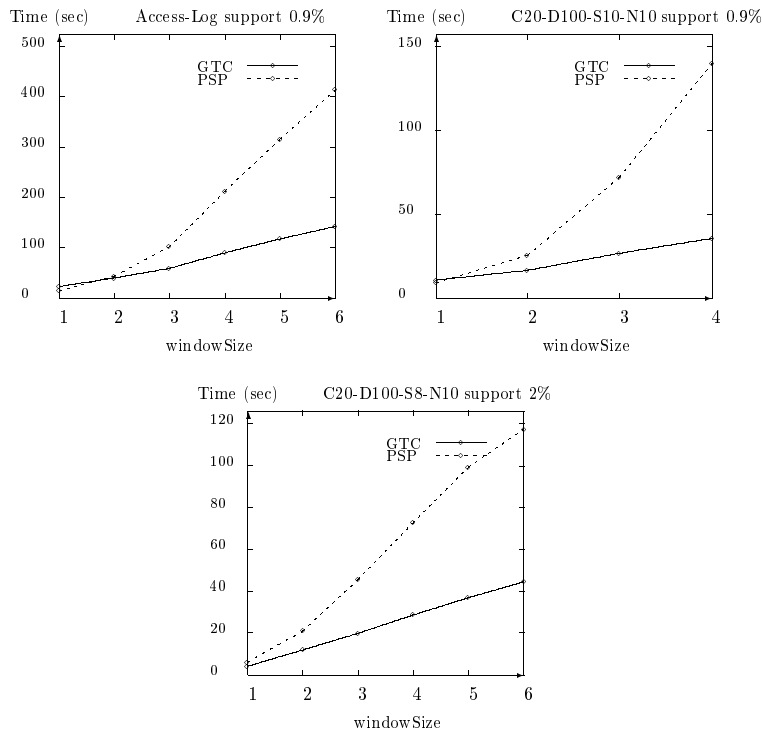 Time (sec) Access-Log support 0.9%
500
400
300
200
100
0
GTC
PSP
1 2 3 4 5 6
windowSize
Time (sec) C20-D100-S10-N10 support 0.9%
150
100
50
0
GTC
PSP
1 2 3 4
windowSize
Time (sec) C20-D100-S8-N10 support 2%
120
100
80
60
40
20
0
GTC
PSP
1 2 3 4 5 6
windowSize